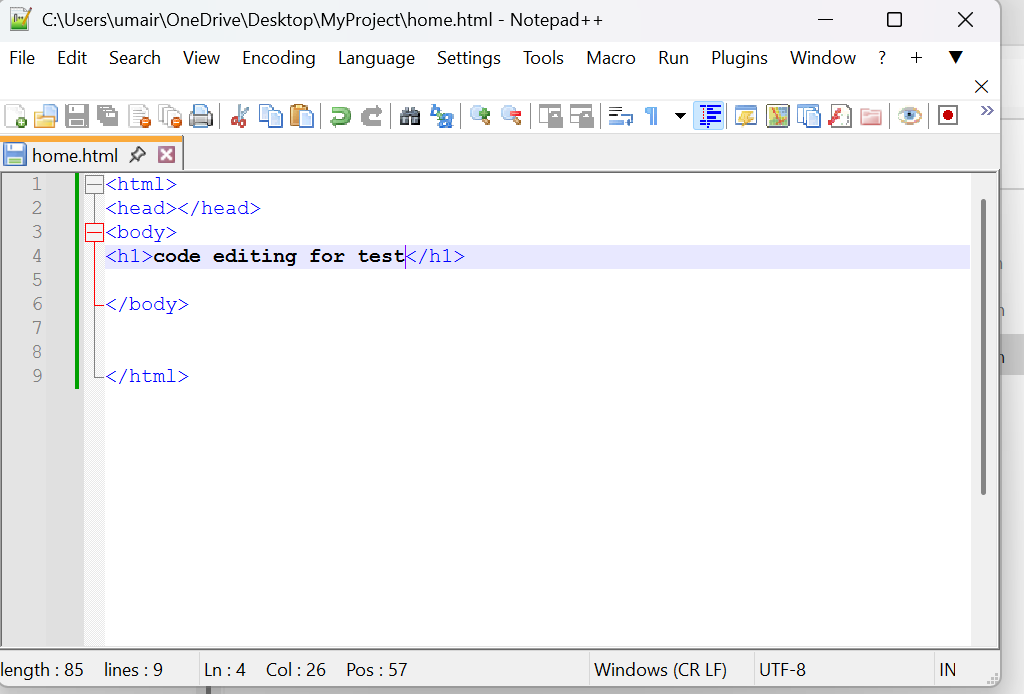 C:\Users\umair\OneDrive\Desktop\MyProject\home.html - Notepad++
File Edit Search View Encoding Language Settings Tools Macro Run Plugins Window ? +
home.html
1 <html>
2 <head></head>
3 <body>
4 <h1>code editing for test</h1>
5
6 </body>
7
8
9 </html>
length : 85 lines : 9 Ln : 4 Col : 26 Pos : 57 Windows (CR LF) UTF-8 IN